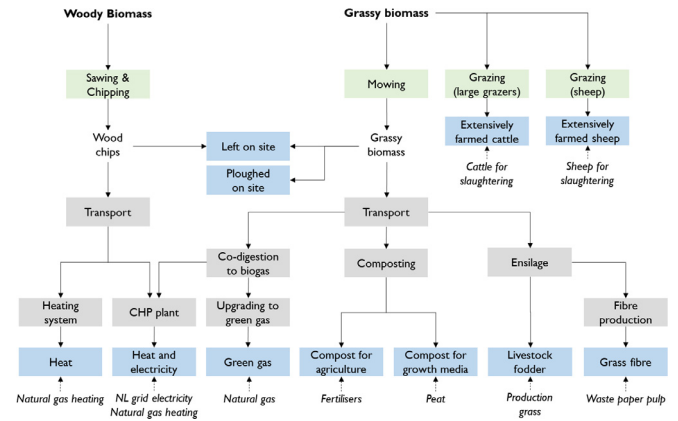 Woody Biomass
Grassy biomass
Sawing &
Chipping
Mowing
Grazing
(large grazers)
Grazing
(sheep)
Wood
chips
Left on site
Ploughed
on site
Grassy
biomass
Extensively
farmed cattle
Extensively
farmed sheep
Cattle for
slaughtering
Sheep for
slaughtering
Transport
Transport
Co-digestion
to biogas
Composting
Ensilage
Heating
system
CHP plant
Upgrading to
green gas
Fibre
production
Heat
Heat and
electricity
Green gas
Compost for
agriculture
Compost for
growth media
Livestock
fodder
Grass fibre
Natural gas heating
NL grid electricity
Natural gas heating
Natural gas
Fertilisers
Peat
Production
grass
Waste paper pulp